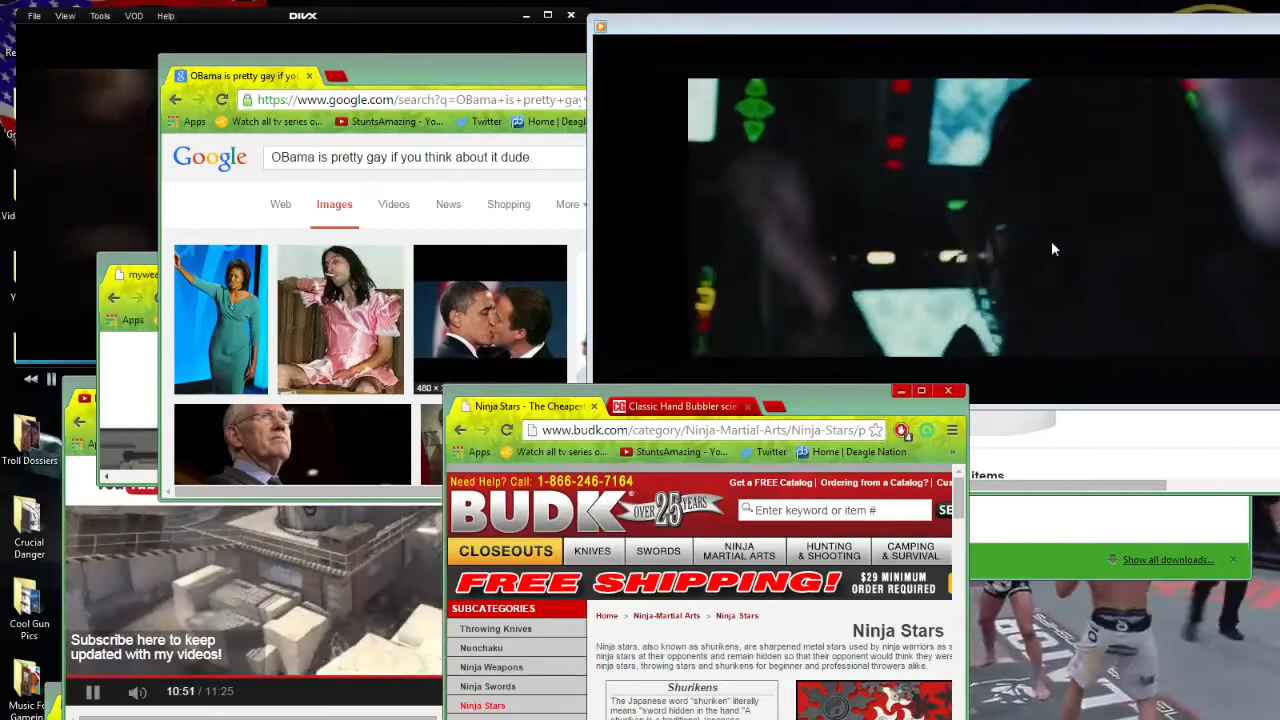 File View Tools VOD Help DIVX
OBama is pretty gay if you
https://www.google.com/search?q=OBama+is+pretty+gay
Apps Watch all tv series o... StuntsAmazing - Yo... Twitter Home | Deagl
Google OBama is pretty gay if you think about it dude.
Web Images Videos News Shopping More
mywea
Apps
480 ×
Ninja Stars - The Cheapes
Classic Hand Bubbler scie
www.budk.com/category/Ninja-Martial-Arts/Ninja-Stars/p
4
Apps Watch all tv series o... StuntsAmazing - Yo... Twitter Home | Deagle Nation »
Need Help? Call: 1-866-246-7164
Get a FREE Catalog | Ordering from a Catalog? | Cus
BUDK OVER 25 YEARS
Enter keyword or item # SE
CLOSEOUTS KNIVES SWORDS NINJA MARTIAL ARTS HUNTING & SHOOTING CAMPING & SURVIVAL
FREE SHIPPING! $29 MINIMUM ORDER REQUIRED
SUBCATEGORIES
Throwing Knives
Nunchaku
Ninja Weapons
Ninja Swords
Ninja Stars
Home > Ninja-Martial Arts > Ninja Stars
Ninja Stars
Ninja stars, also known as shurikens, are sharpened metal stars used by ninja warriors a
ninja stars at their opponents and remain hidden so that their opponent would think they were
ninja stars, throwing stars and shurikens for beginner and professional throwers alike.
Shurikens
The Japanese word "shuriken" literally
means "sword hidden in the hand."A
items
Show all downloads...
Troll Dossiers
Crucial Danger
Cool Gun Pics
Music For
Subscribe here to keep
updated with my videos!
10:51 / 11:25